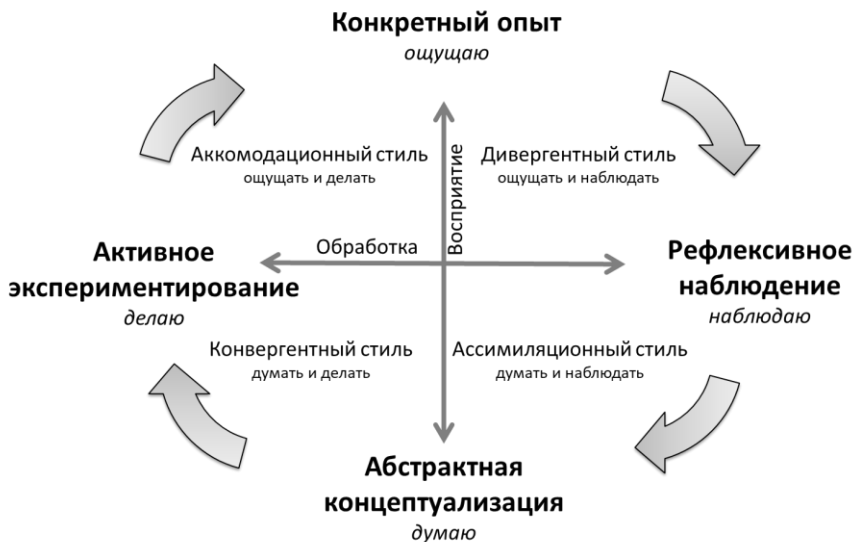 Конкретный опыт
ощущаю
Аккомодационный стиль
ощущать и делать
Восприятие
Дивергентный стиль
ощущать и наблюдать
Обработка
Активное
экспериментирование
делаю
Рефлексивное
наблюдение
наблюдаю
Конвергентный стиль
думать и делать
Ассимиляционный стиль
думать и наблюдать
Абстрактная
концептуализация
думаю